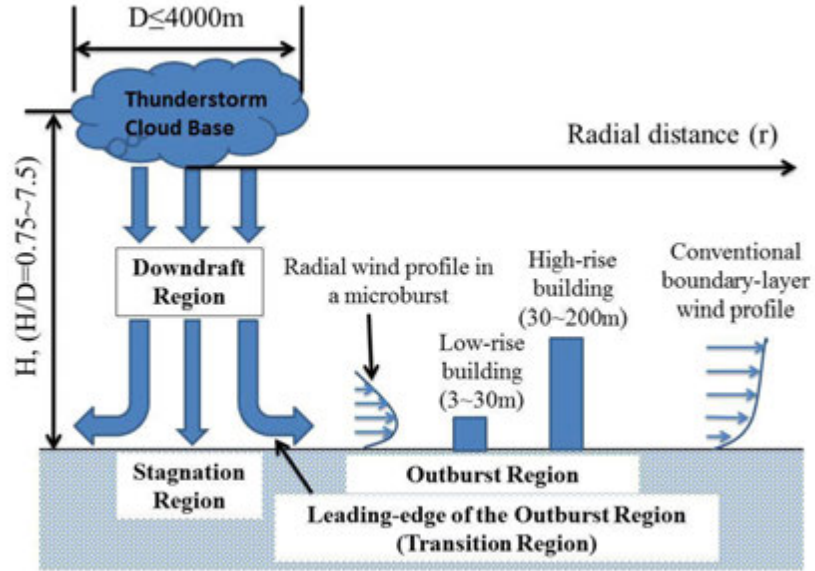 D≤4000m
Thunderstorm
Cloud Base
Radial distance (r)
H, (H/D=0.75~7.5)
Downdraft
Region
Radial wind profile in
a microburst
High-rise
building
(30~200m)
Low-rise
building
(3~30m)
Conventional
boundary-layer
wind profile
Stagnation
Region
Outburst Region
Leading-edge of the Outburst Region
(Transition Region)